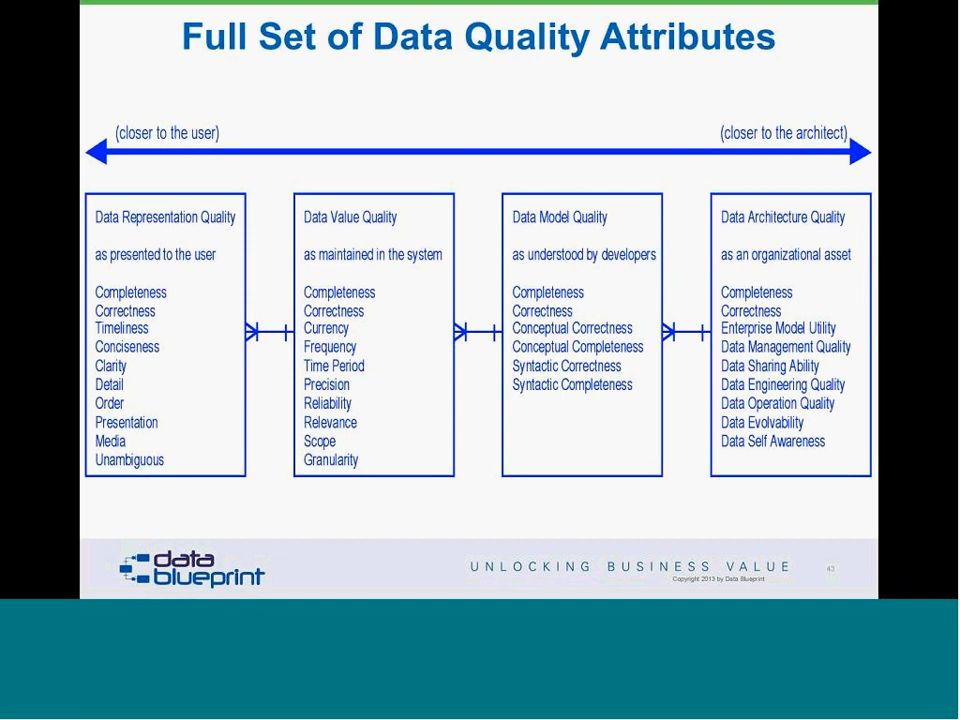 Full Set of Data Quality Attributes
(closer to the user)
(closer to the architect)
Data Representation Quality
as presented to the user
Completeness
Correctness
Timeliness
Conciseness
Clarity
Detail
Order
Presentation
Media
Unambiguous
Data Value Quality
as maintained in the system
Completeness
Correctness
Currency
Frequency
Time Period
Precision
Reliability
Relevance
Scope
Granularity
Data Model Quality
as understood by developers
Completeness
Correctness
Conceptual Correctness
Conceptual Completeness
Syntactic Correctness
Syntactic Completeness
Data Architecture Quality
as an organizational asset
Completeness
Correctness
Enterprise Model Utility
Data Management Quality
Data Sharing Ability
Data Engineering Quality
Data Operation Quality
Data Evolvability
Data Self Awareness
data
blueprint
UNLOCKING BUSINESS VALUE
Copyright 2013 by Data Blueprint
43